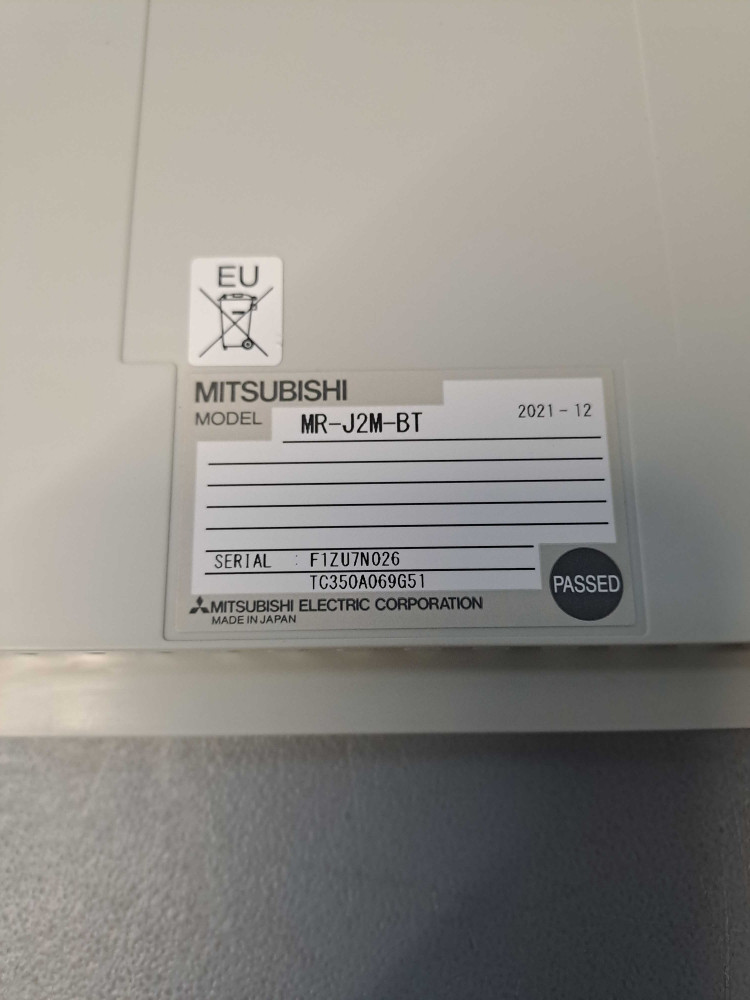 EU
MITSUBISHI
MODEL MR-J2M-BT 2021-12
SERIAL : F1ZU7N026
TC350A069G51
PASSED
MITSUBISHI ELECTRIC CORPORATION
MADE IN JAPAN